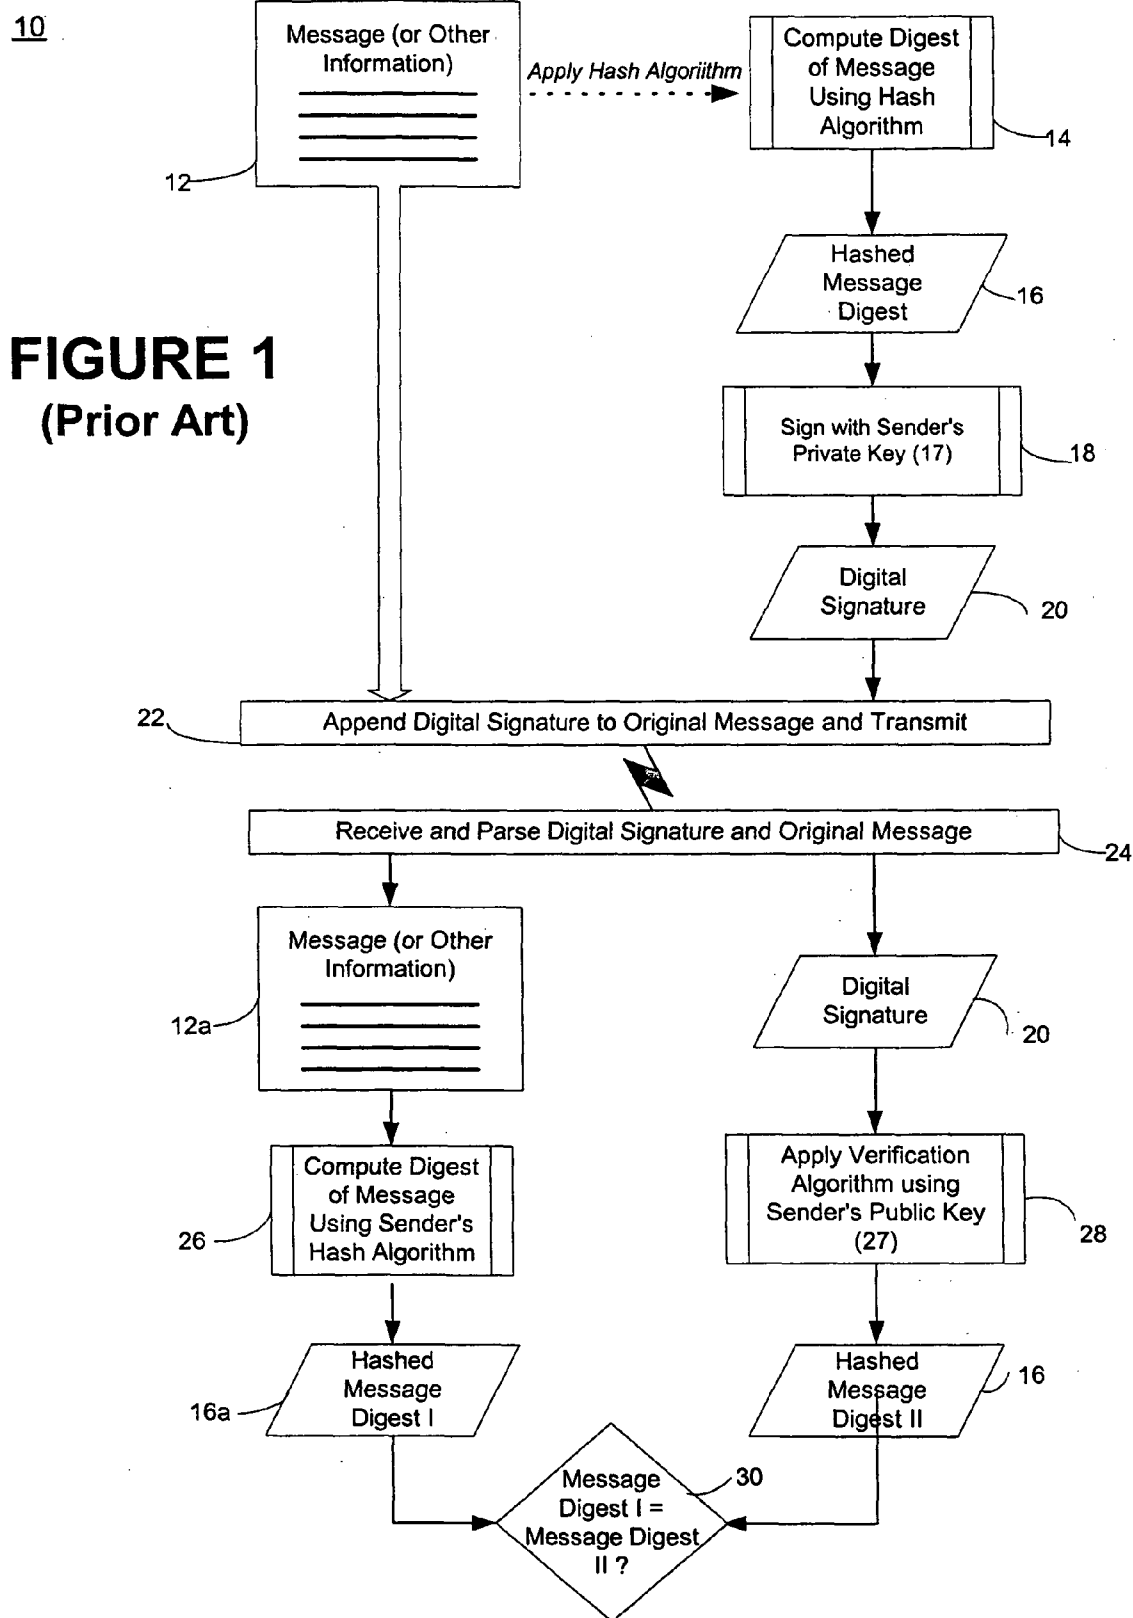 10
Message (or Other
Information)
Apply Hash Algoriithm
Compute Digest
of Message
Using Hash
Algorithm
14
12
Hashed
Message
Digest
16
FIGURE 1
(Prior Art)
Sign with Sender's
Private Key (17)
18
Digital
Signature
20
22
Append Digital Signature to Original Message and Transmit
Receive and Parse Digital Signature and Original Message
24
Message (or Other
Information)
12a
Digital
Signature
20
Compute Digest
of Message
Using Sender's
Hash Algorithm
26
Apply Verification
Algorithm using
Sender's Public Key
(27)
28
Hashed
Message
Digest I
16a
Hashed
Message
Digest II
16
Message
Digest I =
Message Digest
II ?
30